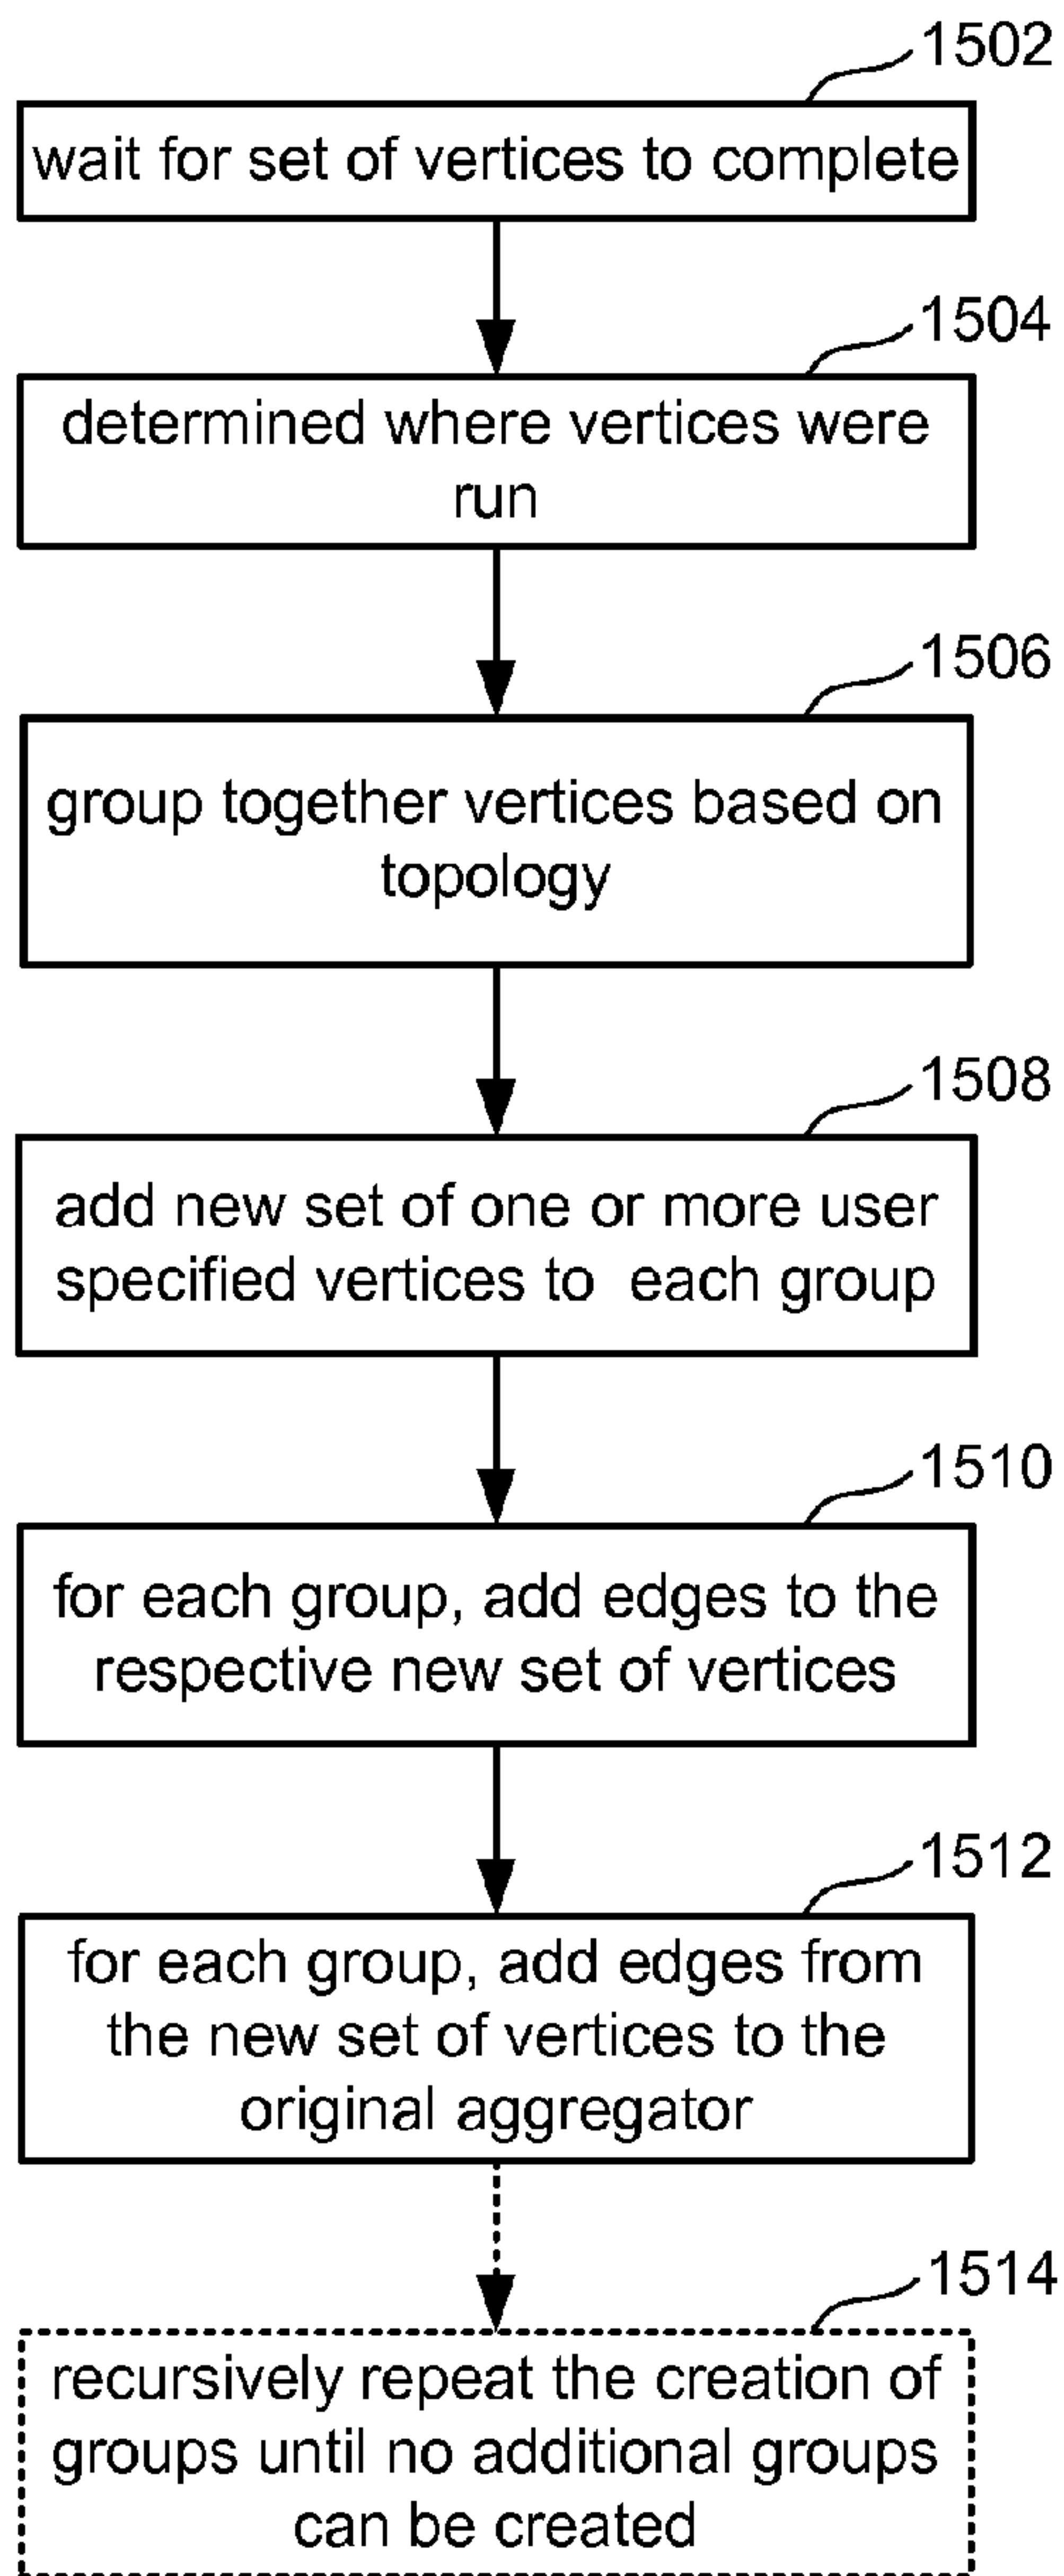 1502
wait for set of vertices to complete
1504
determined where vertices were
run
1506
group together vertices based on
topology
1508
add new set of one or more user
specified vertices to each group
1510
for each group, add edges to the
respective new set of vertices
1512
for each group, add edges from
the new set of vertices to the
original aggregator
1514
recursively repeat the creation of
groups until no additional groups
can be created